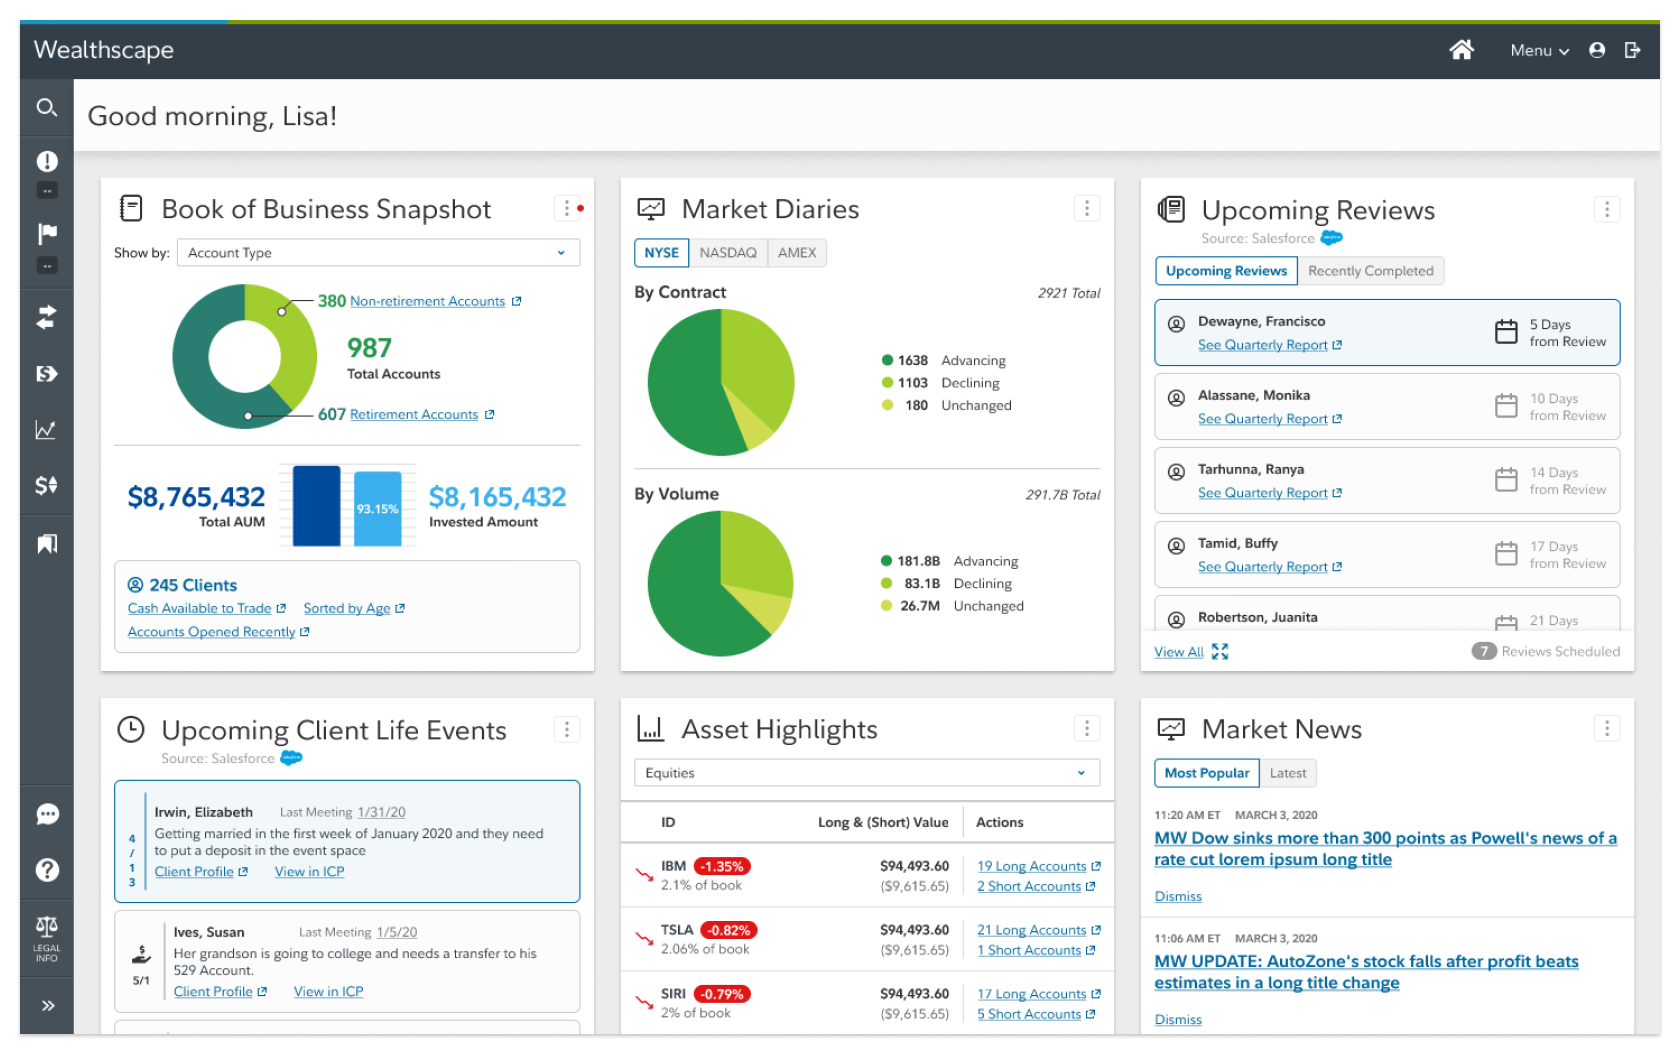 Wealthscape
Menu
Good morning, Lisa!
--
--
LEGAL
INFO
Book of Business Snapshot
Show by: Account Type
380 Non-retirement Accounts
987
Total Accounts
607 Retirement Accounts
$8,765,432
Total AUM
93.15%
$8,165,432
Invested Amount
245 Clients
Cash Available to Trade Sorted by Age
Accounts Opened Recently
Market Diaries
NYSE NASDAQ AMEX
By Contract 2921 Total
1638 Advancing
1103 Declining
180 Unchanged
By Volume 291.7B Total
181.8B Advancing
83.1B Declining
26.7M Unchanged
Upcoming Reviews
Source: Salesforce
Upcoming Reviews Recently Completed
Dewayne, Francisco
See Quarterly Report
5 Days
from Review
Alassane, Monika
See Quarterly Report
10 Days
from Review
Tarhunna, Ranya
See Quarterly Report
14 Days
from Review
Tamid, Buffy
See Quarterly Report
17 Days
from Review
Robertson, Juanita
21 Days
View All
7 Reviews Scheduled
Upcoming Client Life Events
Source: Salesforce
4
/
1
3
Irwin, Elizabeth Last Meeting 1/31/20
Getting married in the first week of January 2020 and they need
to put a deposit in the event space
Client Profile View in ICP
5/1
Ives, Susan Last Meeting 1/5/20
Her grandson is going to college and needs a transfer to his
529 Account.
Client Profile View in ICP
Asset Highlights
Equities
ID Long & (Short) Value Actions
IBM -1.35% $94,493.60 19 Long Accounts
2.1% of book ($9,615.65) 2 Short Accounts
TSLA -0.82% $94,493.60 21 Long Accounts
2.06% of book ($9,615.65) 1 Short Accounts
SIRI -0.79% $94,493.60 17 Long Accounts
2% of book ($9,615.65) 5 Short Accounts
Market News
Most Popular Latest
11:20 AM ET MARCH 3, 2020
MW Dow sinks more than 300 points as Powell's news of a
rate cut lorem ipsum long title
Dismiss
11:06 AM ET MARCH 3, 2020
MW UPDATE: AutoZone's stock falls after profit beats
estimates in a long title change
Dismiss